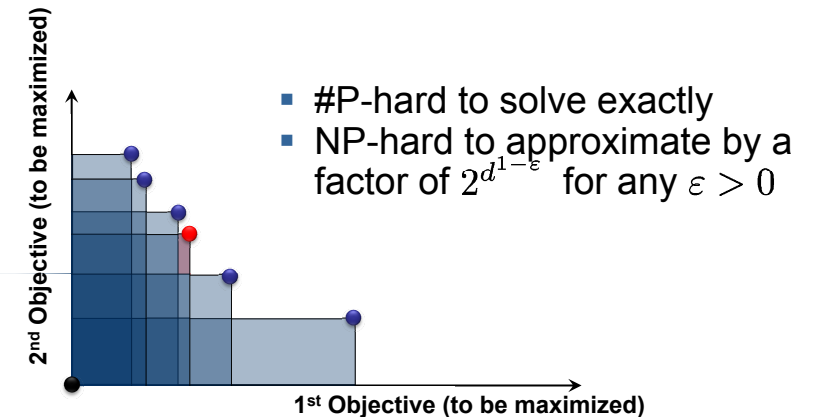 2nd Objective (to be maximized)
#P-hard to solve exactly
NP-hard to approximate by a
factor of 2^{d^{1-ε}} for any ε > 0
1st Objective (to be maximized)